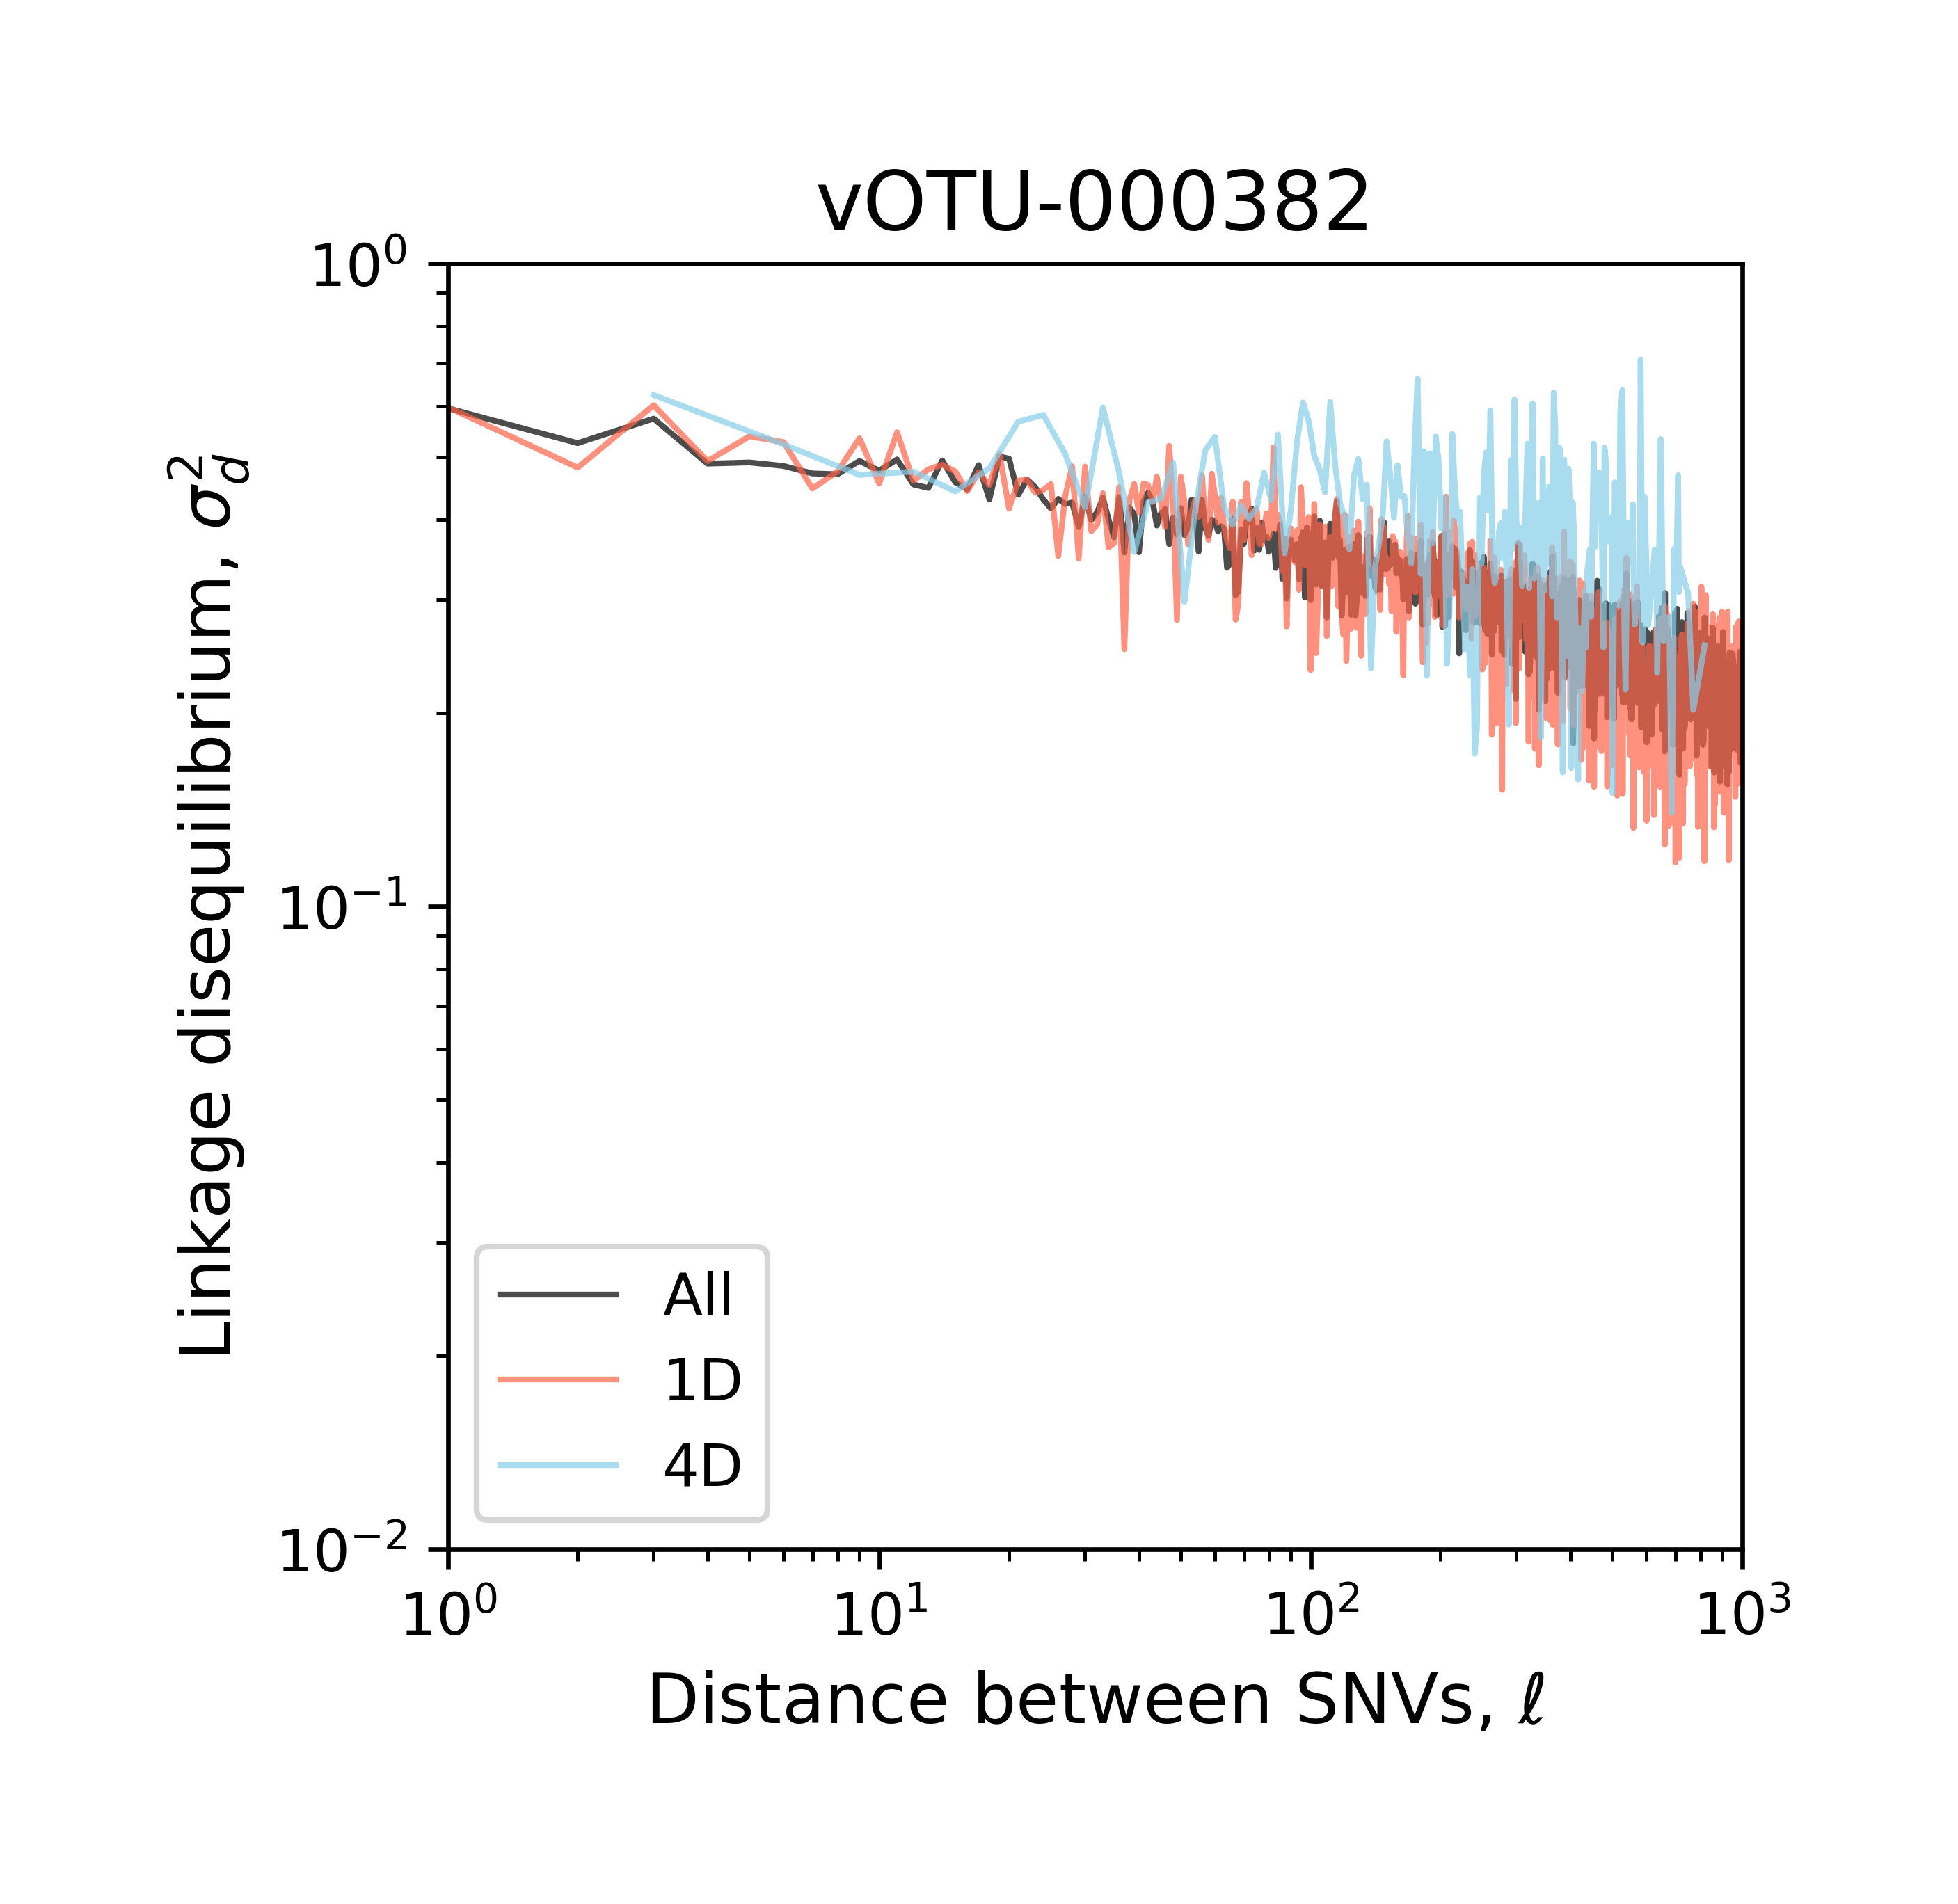 vOTU-000382
Linkage disequilibrium, σ_d^2
10^0
10^−1
10^−2
All
1D
4D
10^0 10^1 10^2 10^3
Distance between SNVs, ℓ